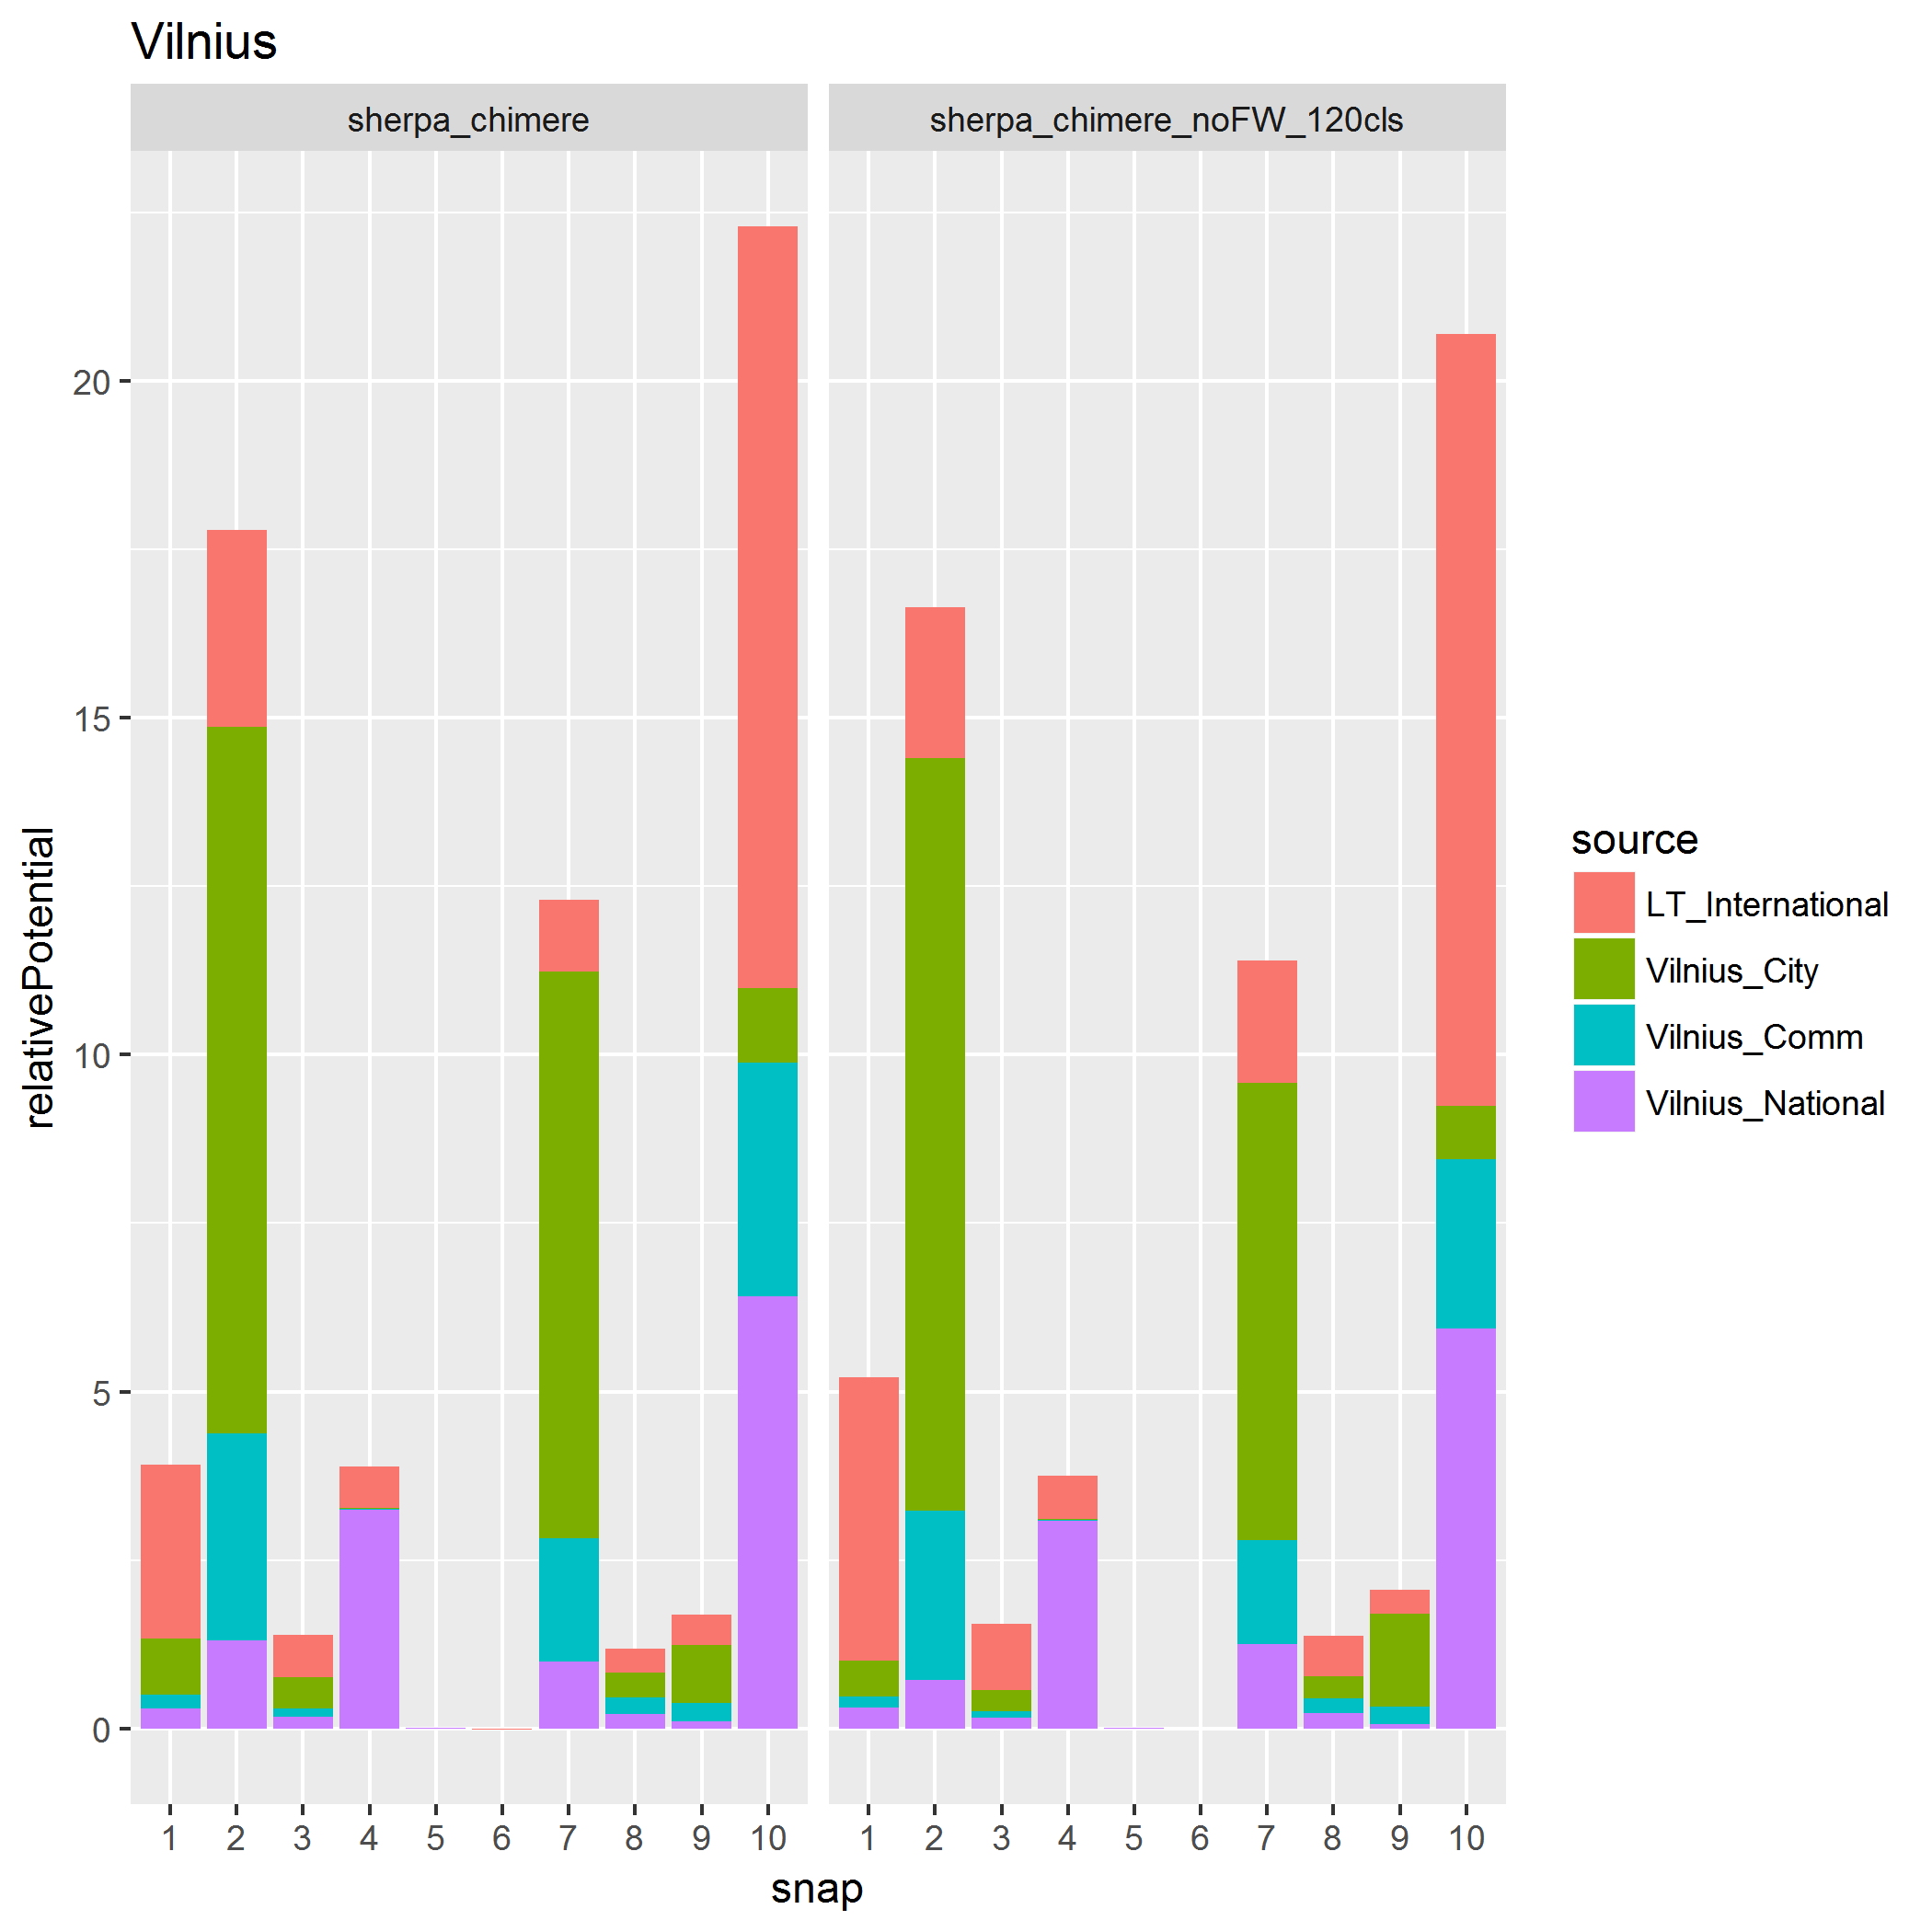 Vilnius
sherpa_chimere
sherpa_chimere_noFW_120cls
20
15
10
5
0
relativePotential
1 2 3 4 5 6 7 8 9 10
1 2 3 4 5 6 7 8 9 10
snap
source
LT_International
Vilnius_City
Vilnius_Comm
Vilnius_National